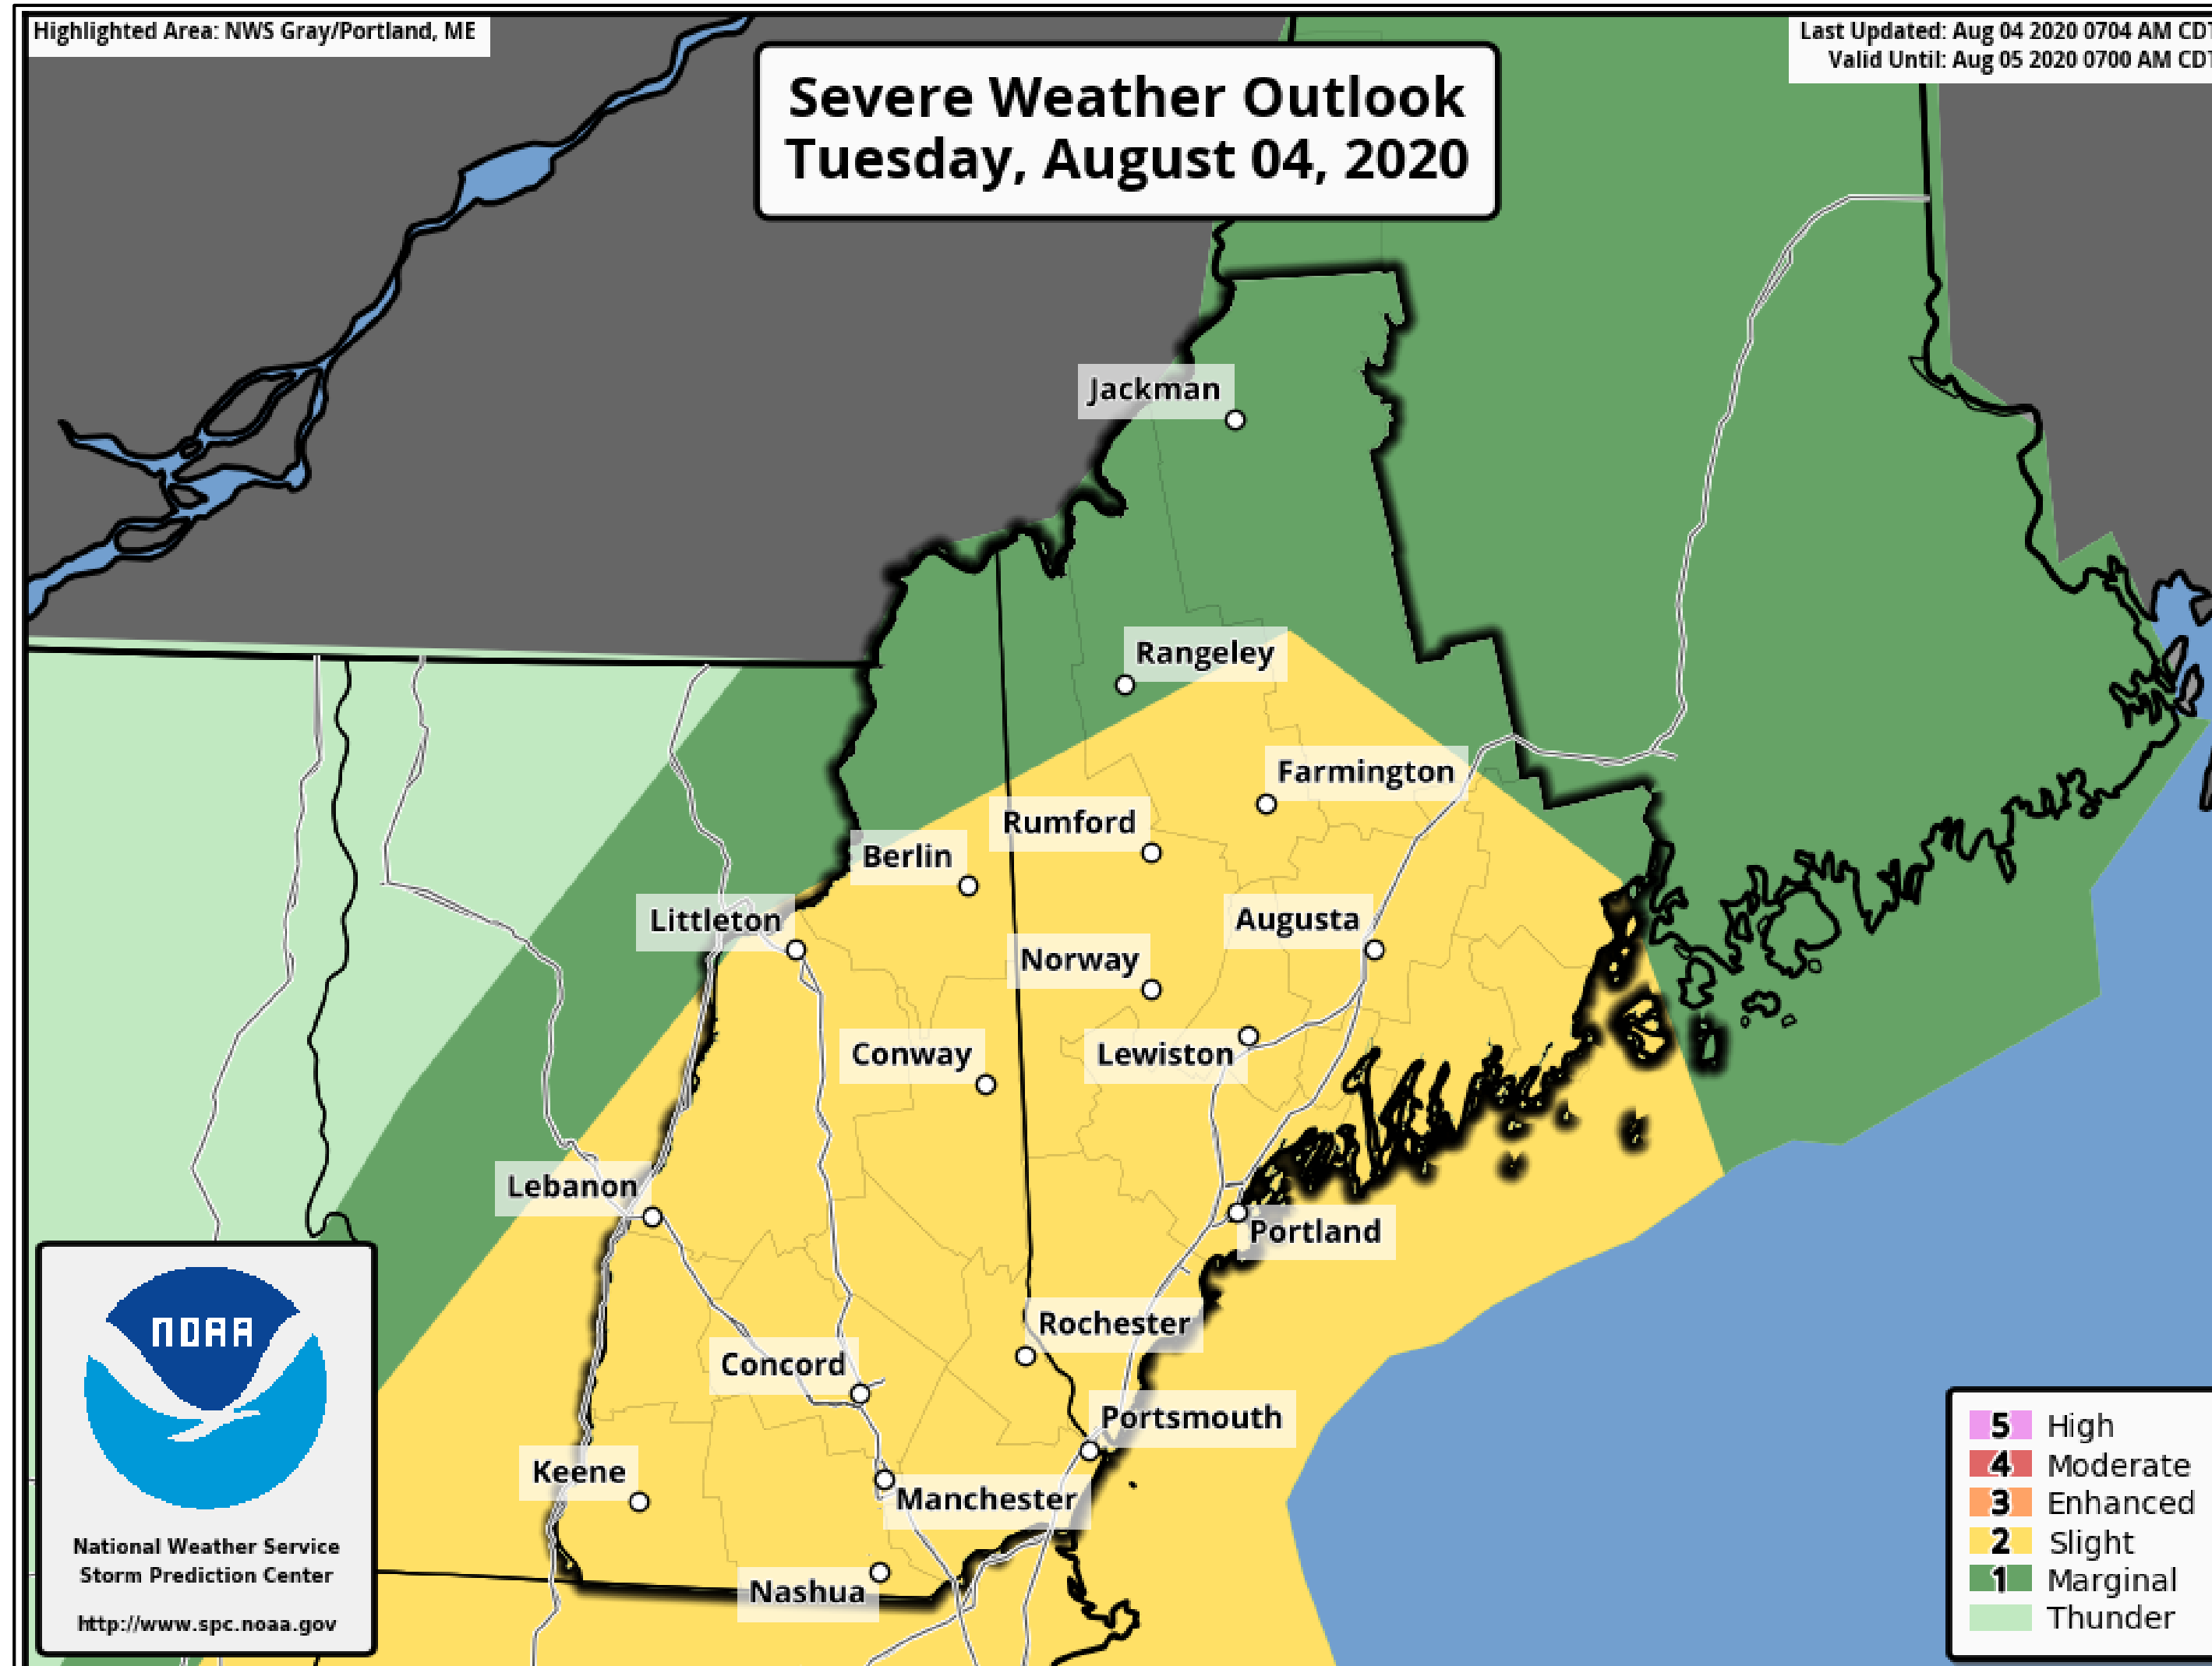 Highlighted Area: NWS Gray/Portland, ME
Last Updated: Aug 04 2020 0704 AM CDT
Valid Until: Aug 05 2020 0700 AM CDT
Severe Weather Outlook
Tuesday, August 04, 2020
Jackman
Rangeley
Farmington
Rumford
Berlin
Littleton
Augusta
Norway
Conway
Lewiston
Lebanon
Portland
Rochester
Concord
Portsmouth
Keene
Manchester
Nashua
NOAA
National Weather Service
Storm Prediction Center
http://www.spc.noaa.gov
5 High
4 Moderate
3 Enhanced
2 Slight
1 Marginal
Thunder